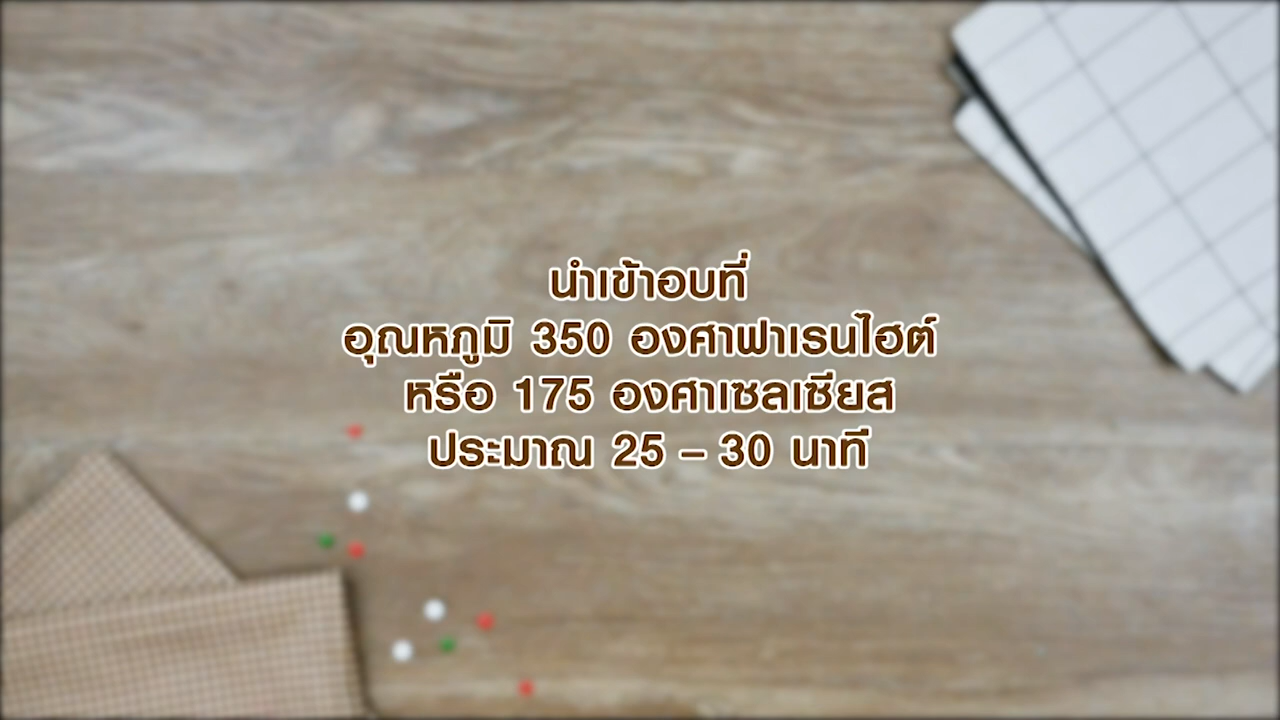 นำเข้าอบที่
อุณหภูมิ 350 องศาฟาเรนไฮต์
หรือ 175 องศาเซลเซียส
ประมาณ 25 – 30 นาที